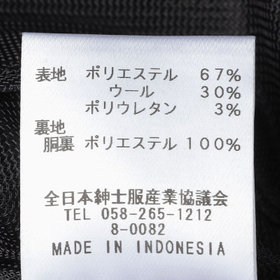 表地 ポリエステル 67%
ウール 30%
ポリウレタン 3%
裏地
胴裏 ポリエステル 100%
全日本紳士服産業協議会
TEL 058-265-1212
8-0082
MADE IN INDONESIA